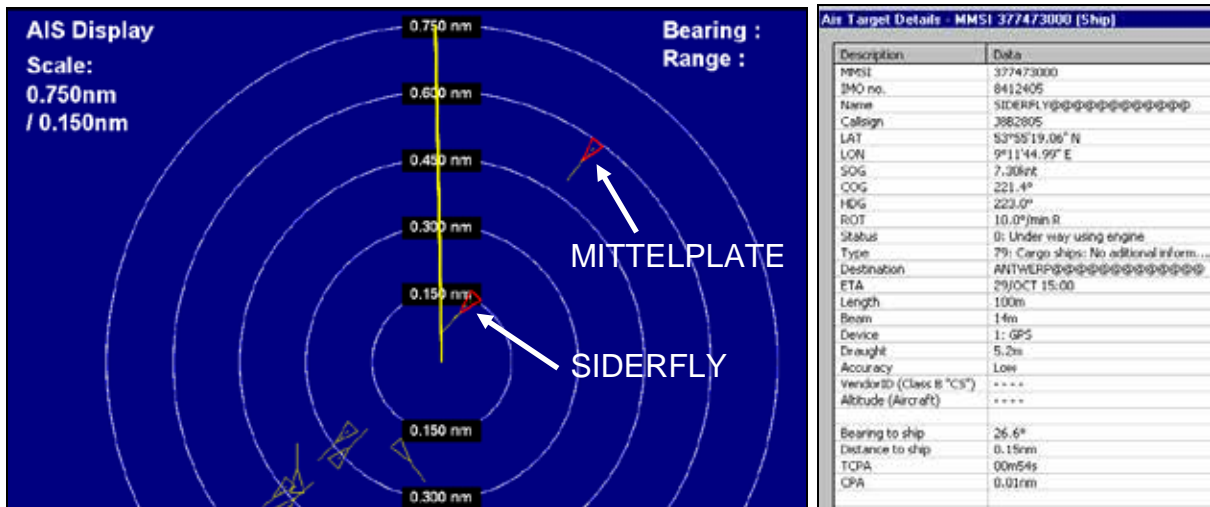 AIS Display
Scale:
0.750nm
/ 0.150nm
Bearing :
Range :
0.750 nm
0.600 nm
0.450 nm
0.300 nm
0.150 nm
0.150 nm
0.300 nm
MITTELPLATE
SIDERFLY
Ais Target Details - MMSI 377473000 (Ship)
Description Data
MMSI 377473000
IMO no. 8412405
Name SIDERFLY@@@@@@@@@@@@
Callsign J8B2805
LAT 53°55'19.06" N
LON 9°11'44.99" E
SOG 7.30knt
COG 221.4°
HDG 223.0°
ROT 10.0°/min R
Status 0: Under way using engine
Type 79: Cargo ships: No aditional inform...
Destination ANTWERP@@@@@@@@@@@@@
ETA 29/OCT 15:00
Length 100m
Beam 14m
Device 1: GPS
Draught 5.2m
Accuracy Low
VendorID (Class B "CS") - - - -
Altitude (Aircraft) - - - -
Bearing to ship 26.6°
Distance to ship 0.15nm
TCPA 00m54s
CPA 0.01nm